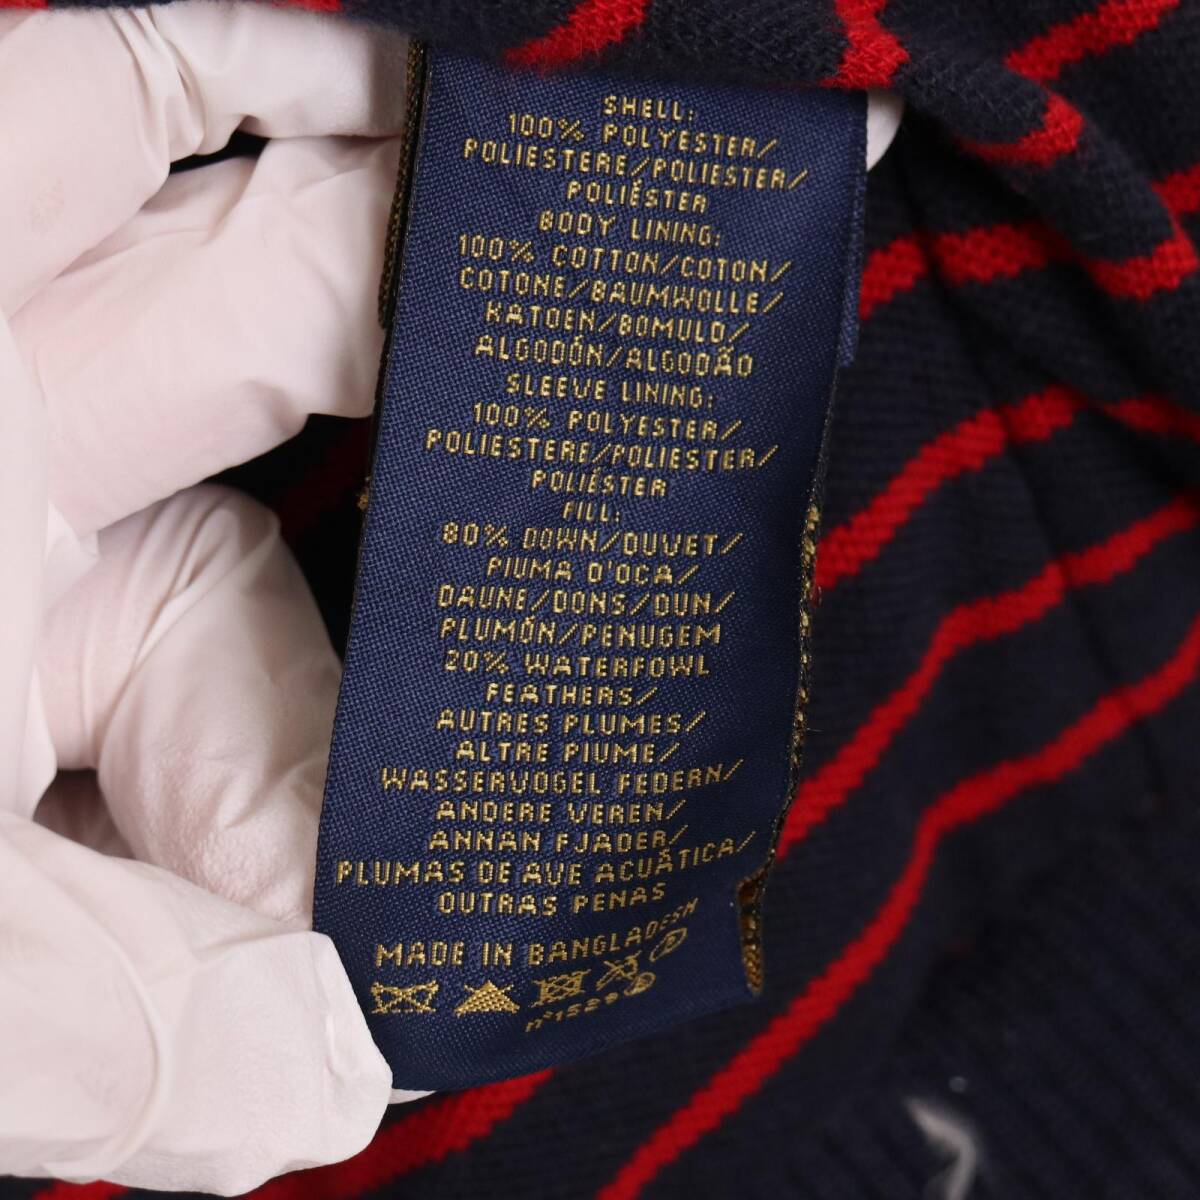 SHELL:
100% POLYESTER/
POLIESTERE/POLIESTER/
POLIÉSTER
BODY LINING:
100% COTTON/COTON/
COTONE/BAUMWOLLE/
KATOEN/BOMULD/
ALGODÓN/ALGODÃO
SLEEVE LINING:
100% POLYESTER/
POLIESTERE/POLIESTER/
POLIÉSTER
FILL:
80% DOWN/DUVET/
PIUMA D'OCA/
DAUNE/DONS/DUN/
PLUMÓN/PENUGEM
20% WATERFOWL
FEATHERS/
AUTRES PLUMES/
ALTRE PIUME/
WASSERVOGEL FEDERN/
ANDERE VEREN/
ANNAN FJADER/
PLUMAS DE AVE ACUÃTICA/
OUTRAS PENAS
MADE IN BANGLADESH
P
n°1529